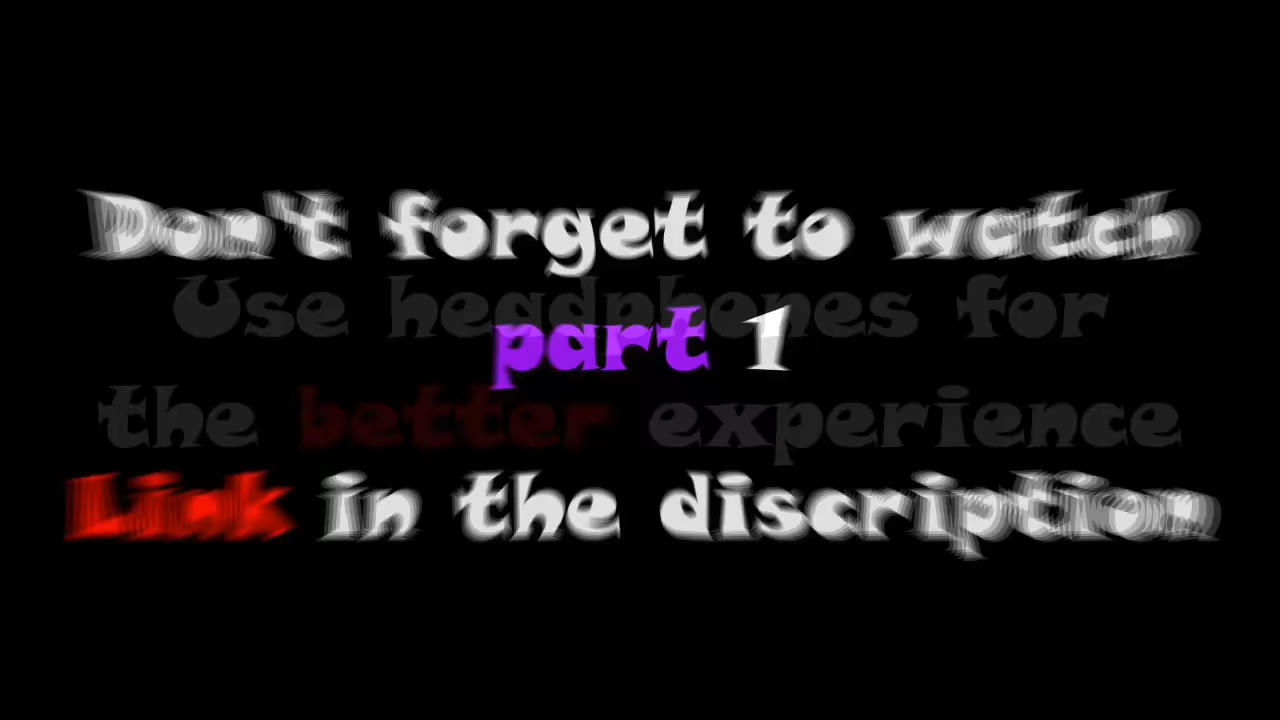 Don't forget to watch
Use headphones for
part 1
the better experience
Link in the discription